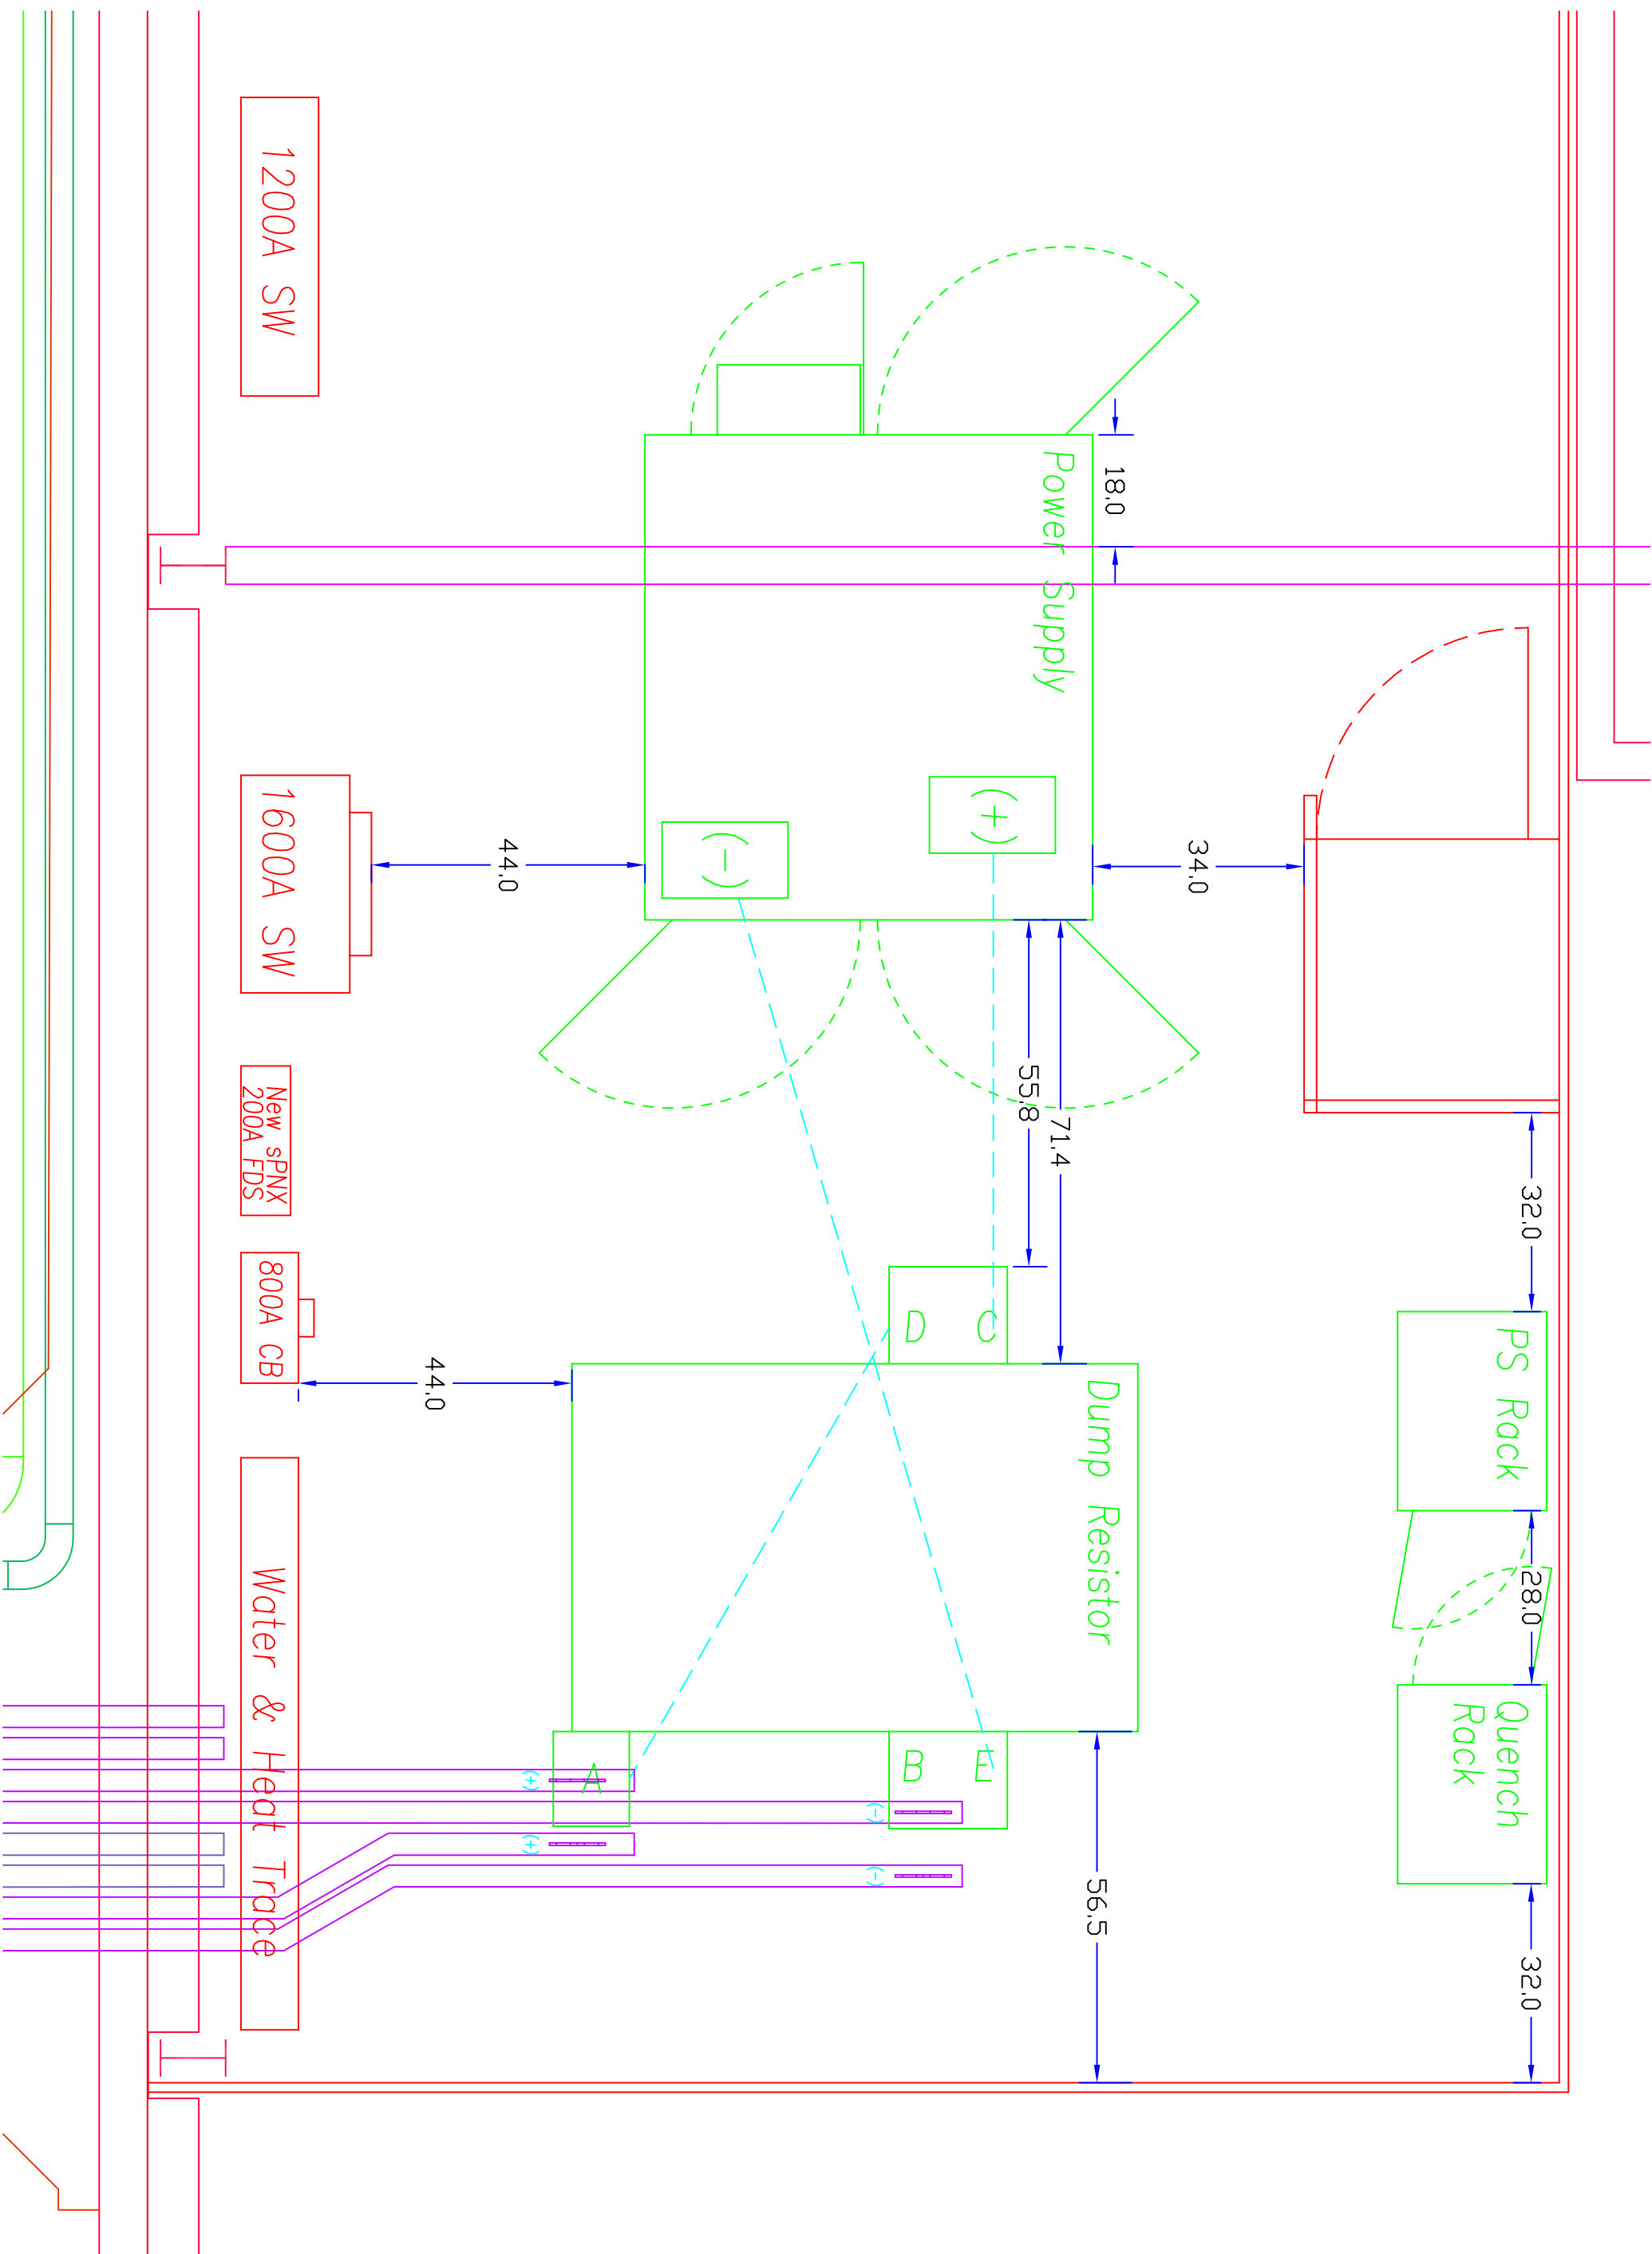 1200A SW
1600A SW
New sPNX
200A FDS
800A CB
Water & Heat Trace
44.0
44.0
Power Supply
18.0
(+)
(-)
34.0
55.8
71.4
D
C
Dump Resistor
A
B
E
(+)
(-)
(+)
(-)
56.5
32.0
PS Rack
28.0
Quench
Rack
32.0